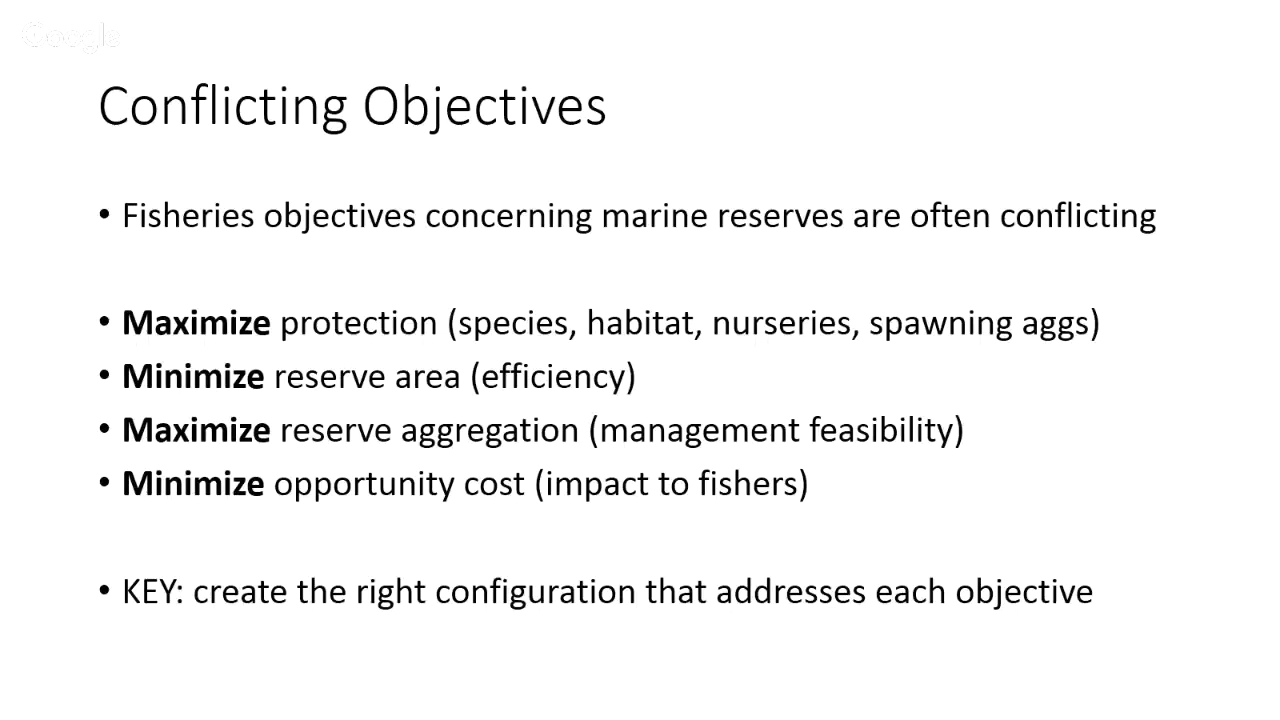 Google
Conflicting Objectives
• Fisheries objectives concerning marine reserves are often conflicting
• Maximize protection (species, habitat, nurseries, spawning aggs)
• Minimize reserve area (efficiency)
• Maximize reserve aggregation (management feasibility)
• Minimize opportunity cost (impact to fishers)
• KEY: create the right configuration that addresses each objective